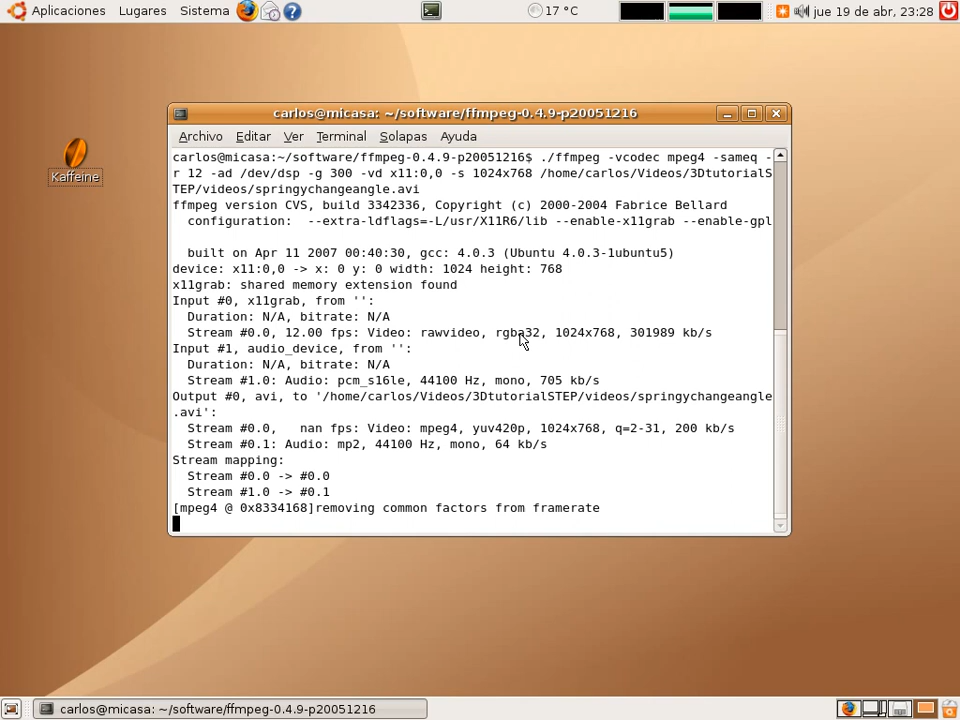 Aplicaciones Lugares Sistema 17 °C jue 19 de abr, 23:28
Kaffeine
carlos@micasa: ~/software/ffmpeg-0.4.9-p20051216
Archivo Editar Ver Terminal Solapas Ayuda
carlos@micasa:~/software/ffmpeg-0.4.9-p20051216$ ./ffmpeg -vcodec mpeg4 -sameq -
r 12 -ad /dev/dsp -g 300 -vd x11:0,0 -s 1024x768 /home/carlos/Videos/3DtutorialS
TEP/videos/springychangeangle.avi
ffmpeg version CVS, build 3342336, Copyright (c) 2000-2004 Fabrice Bellard
  configuration:  --extra-ldflags=-L/usr/X11R6/lib --enable-x11grab --enable-gpl
  built on Apr 11 2007 00:40:30, gcc: 4.0.3 (Ubuntu 4.0.3-1ubuntu5)
device: x11:0,0 -> x: 0 y: 0 width: 1024 height: 768
x11grab: shared memory extension found
Input #0, x11grab, from '':
  Duration: N/A, bitrate: N/A
  Stream #0.0, 12.00 fps: Video: rawvideo, rgba32, 1024x768, 301989 kb/s
Input #1, audio_device, from '':
  Duration: N/A, bitrate: N/A
  Stream #1.0: Audio: pcm_s16le, 44100 Hz, mono, 705 kb/s
Output #0, avi, to '/home/carlos/Videos/3DtutorialSTEP/videos/springychangeangle
.avi':
  Stream #0.0,   nan fps: Video: mpeg4, yuv420p, 1024x768, q=2-31, 200 kb/s
  Stream #0.1: Audio: mp2, 44100 Hz, mono, 64 kb/s
Stream mapping:
  Stream #0.0 -> #0.0
  Stream #1.0 -> #0.1
[mpeg4 @ 0x8334168]removing common factors from framerate
carlos@micasa: ~/software/ffmpeg-0.4.9-p20051216